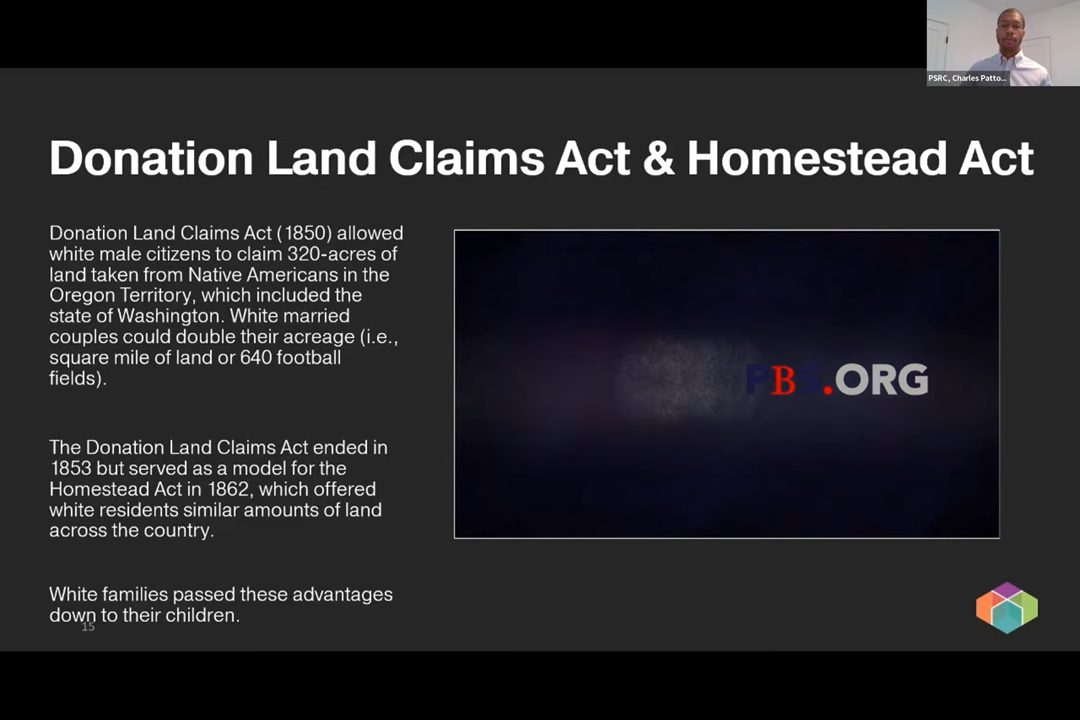 PSRC, Charles Patto...
Donation Land Claims Act & Homestead Act
Donation Land Claims Act (1850) allowed
white male citizens to claim 320-acres of
land taken from Native Americans in the
Oregon Territory, which included the
state of Washington. White married
couples could double their acreage (i.e.,
square mile of land or 640 football
fields).
The Donation Land Claims Act ended in
1853 but served as a model for the
Homestead Act in 1862, which offered
white residents similar amounts of land
across the country.
White families passed these advantages
down to their children.
15
PBS.ORG